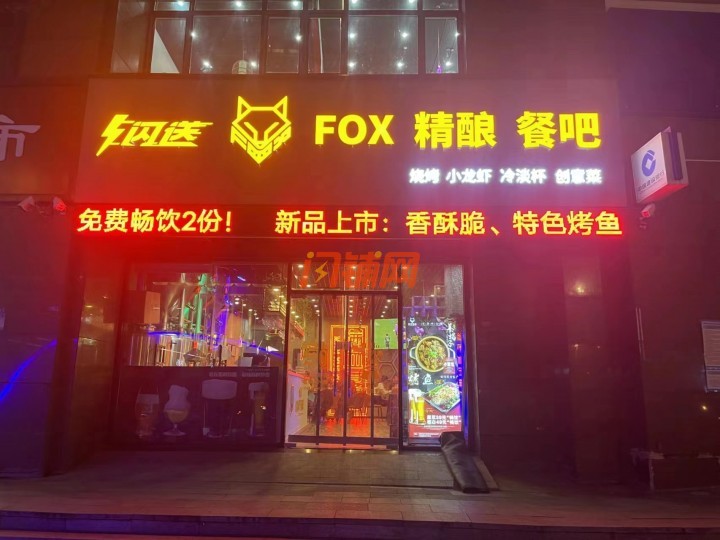 闪送 FOX 精酿 餐吧
烧烤 小龙虾 冷淡杯 创意菜
免费畅饮2份! 新品上市:香酥脆、特色烤鱼
闪铺网